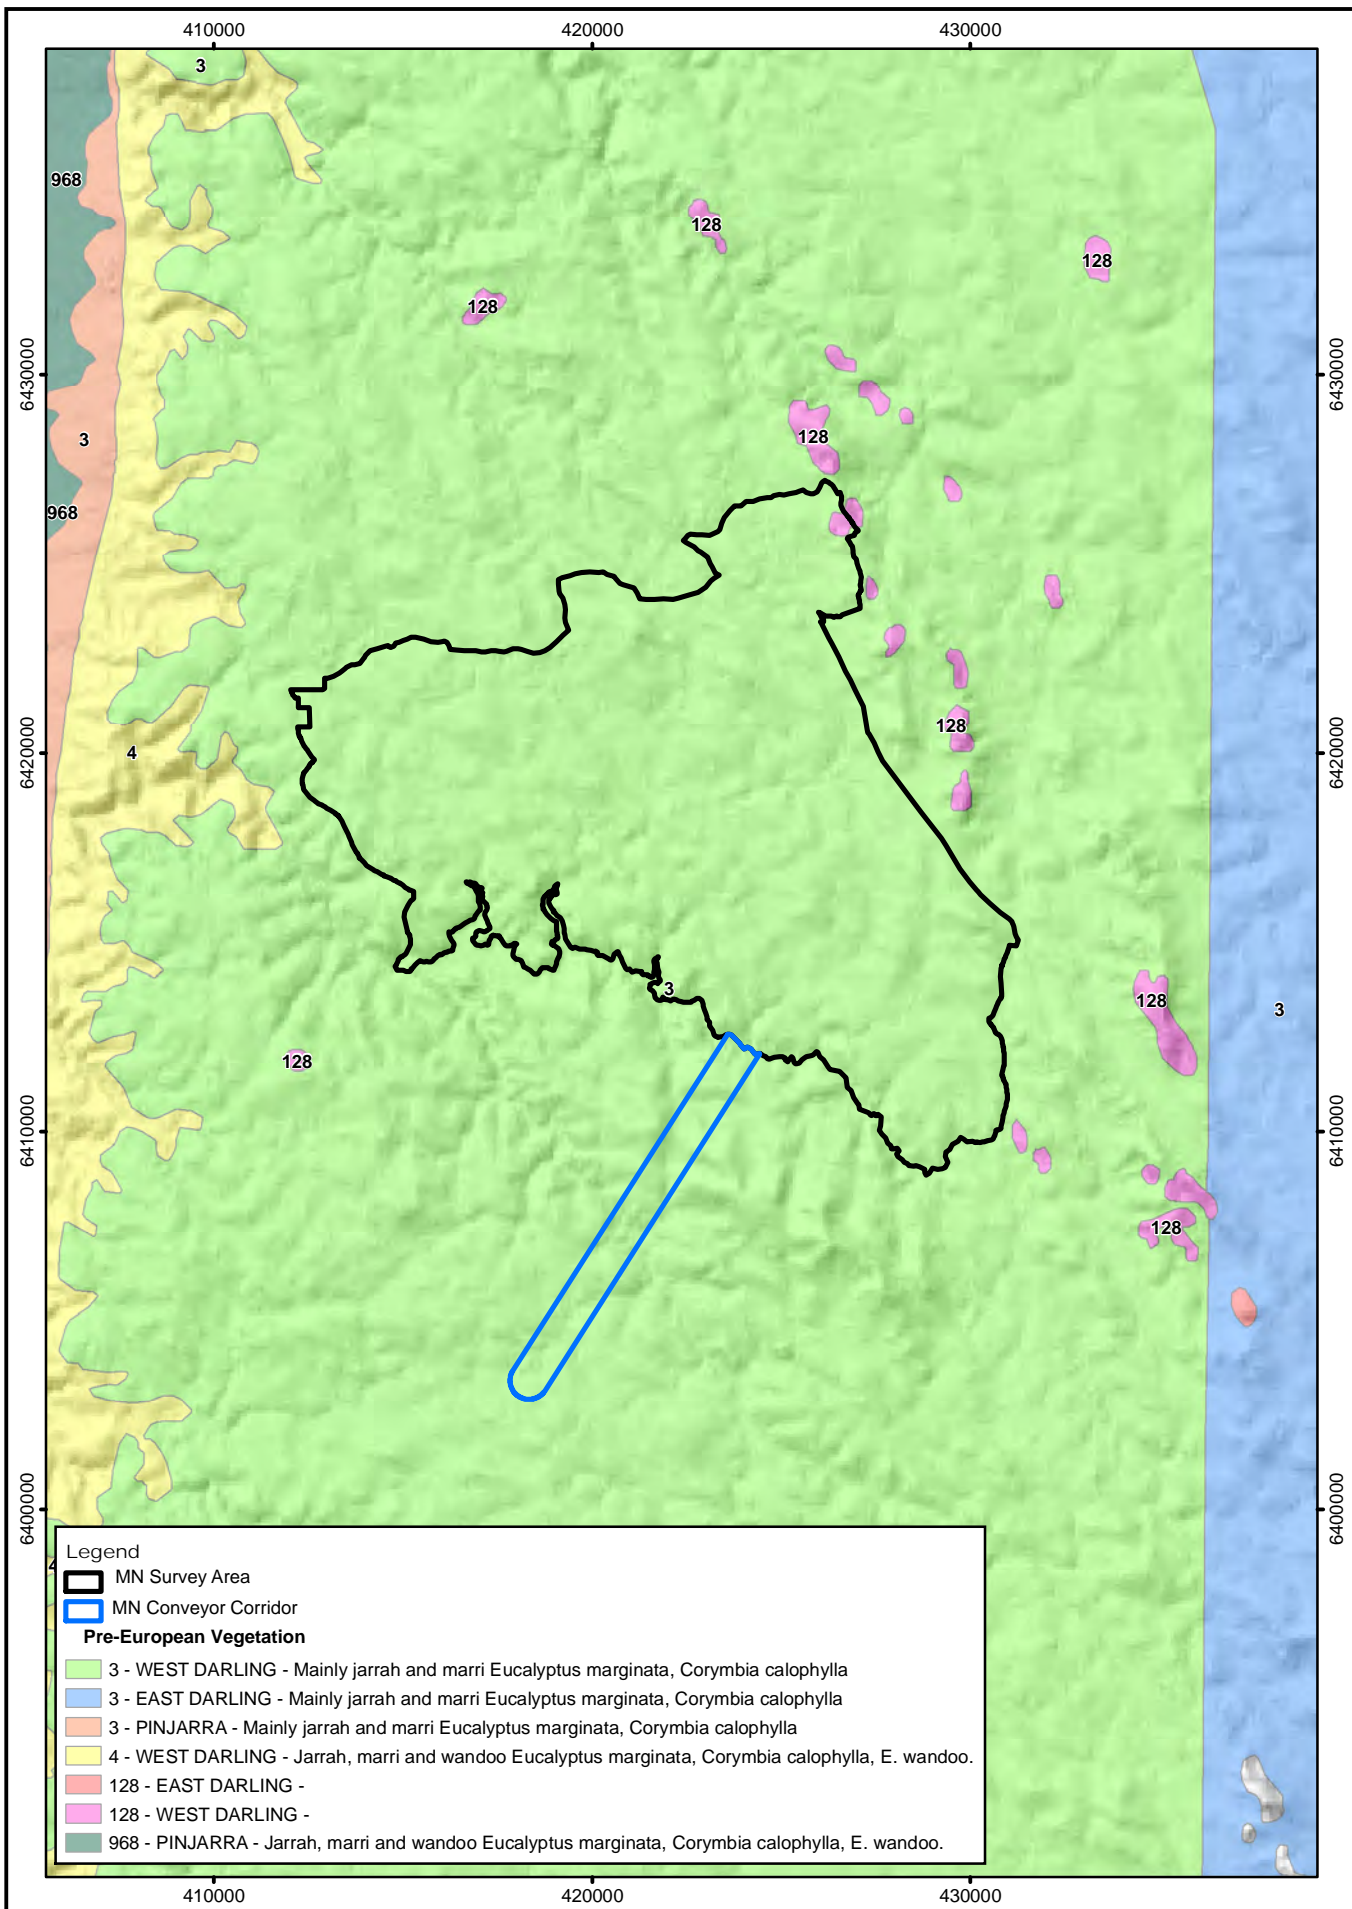 410000
420000
430000
3
968
128
128
128
6430000
6430000
128
3
968
128
4
6420000
6420000
3
128
3
128
6410000
6410000
128
6400000
6400000
4
Legend
MN Survey Area
MN Conveyor Corridor
Pre-European Vegetation
3 - WEST DARLING - Mainly jarrah and marri Eucalyptus marginata, Corymbia calophylla
3 - EAST DARLING - Mainly jarrah and marri Eucalyptus marginata, Corymbia calophylla
3 - PINJARRA - Mainly jarrah and marri Eucalyptus marginata, Corymbia calophylla
4 - WEST DARLING - Jarrah, marri and wandoo Eucalyptus marginata, Corymbia calophylla, E. wandoo.
128 - EAST DARLING -
128 - WEST DARLING -
968 - PINJARRA - Jarrah, marri and wandoo Eucalyptus marginata, Corymbia calophylla, E. wandoo.
410000
420000
430000